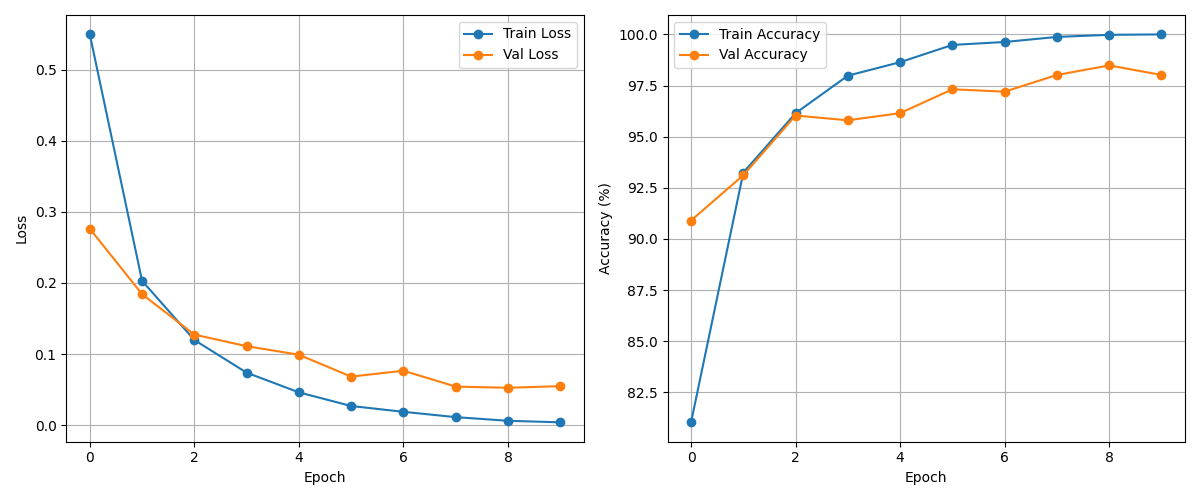 Train Loss
Val Loss
0.5
0.4
0.3
0.2
0.1
0.0
Loss
0 2 4 6 8
Epoch
Train Accuracy
Val Accuracy
100.0
97.5
95.0
92.5
90.0
87.5
85.0
82.5
Accuracy (%)
0 2 4 6 8
Epoch